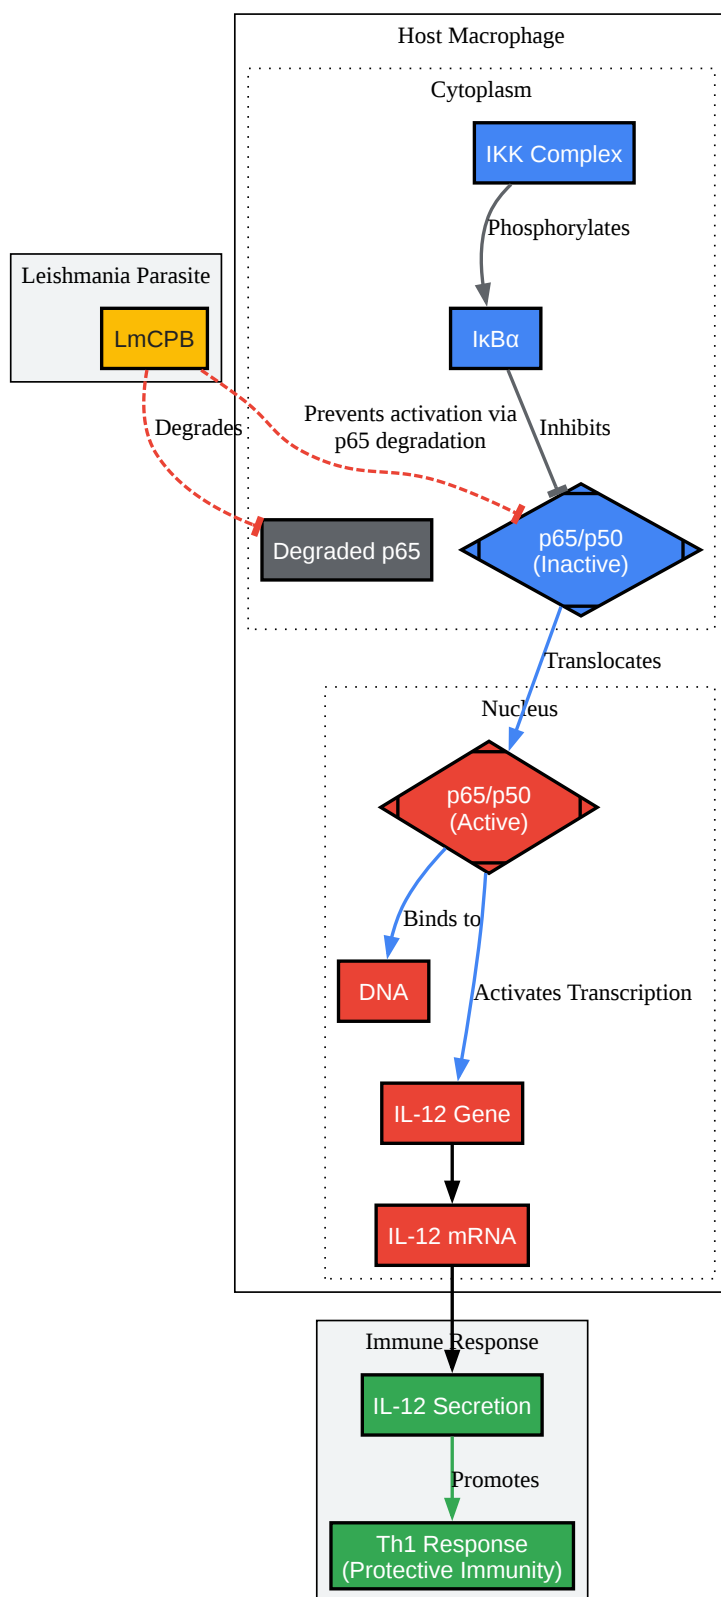 Host Macrophage
Cytoplasm
IKK Complex
Phosphorylates
Leishmania Parasite
LmCPB
IκBα
Degrades
Prevents activation via
p65 degradation
Inhibits
Degraded p65
p65/p50
(Inactive)
Translocates
Nucleus
p65/p50
(Active)
Binds to
DNA
Activates Transcription
IL-12 Gene
IL-12 mRNA
Immune Response
IL-12 Secretion
Promotes
Th1 Response
(Protective Immunity)